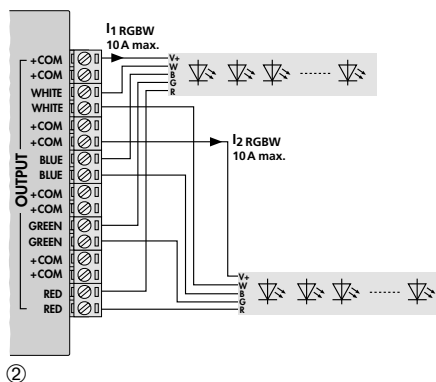 I1 RGBW
10 A max.
+COM
+COM
WHITE
WHITE
+COM
+COM
BLUE
BLUE
+COM
+COM
GREEN
GREEN
+COM
+COM
RED
RED
OUTPUT
V+
W
B
G
R
I2 RGBW
10 A max.
V+
W
B
G
R
②